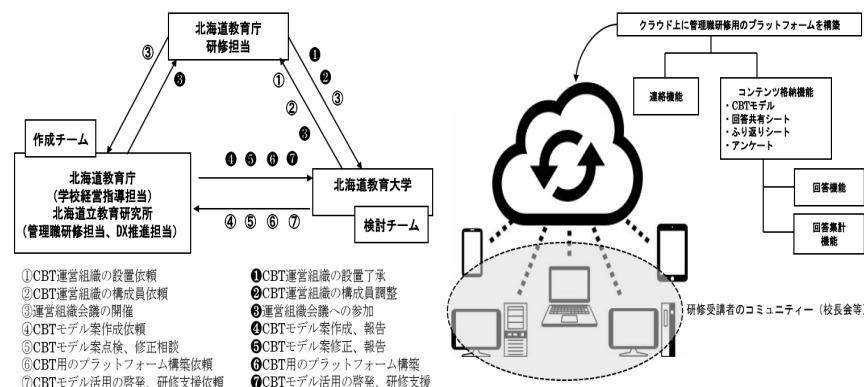 北海道教育庁
研修担当
③
❸
❶
❷
③
①
②
❸
作成チーム
北海道教育庁
（学校経営指導担当）
北海道立教育研究所
（管理職研修担当、DX推進担当）
❹ ❺ ❻ ❼
④ ⑤ ⑥ ⑦
北海道教育大学
検討チーム
①CBT運営組織の設置依頼
②CBT運営組織の構成員依頼
③運営組織会議の開催
④CBTモデル案作成依頼
⑤CBTモデル案点検、修正相談
⑥CBT用のプラットフォーム構築依頼
⑦CBTモデル活用の啓発、研修支援依頼
❶CBT運営組織の設置了承
❷CBT運営組織の構成員調整
❸運営組織会議への参加
❹CBTモデル案作成、報告
❺CBTモデル案修正、報告
❻CBT用のプラットフォーム構築
❼CBTモデル活用の啓発、研修支援
クラウド上に管理職研修用のプラットフォームを構築
連絡機能
コンテンツ格納機能
・CBTモデル
・回答共有シート
・ふり返りシート
・アンケート
回答機能
回答集計
機能
研修受講者のコミュニティー（校長会等）